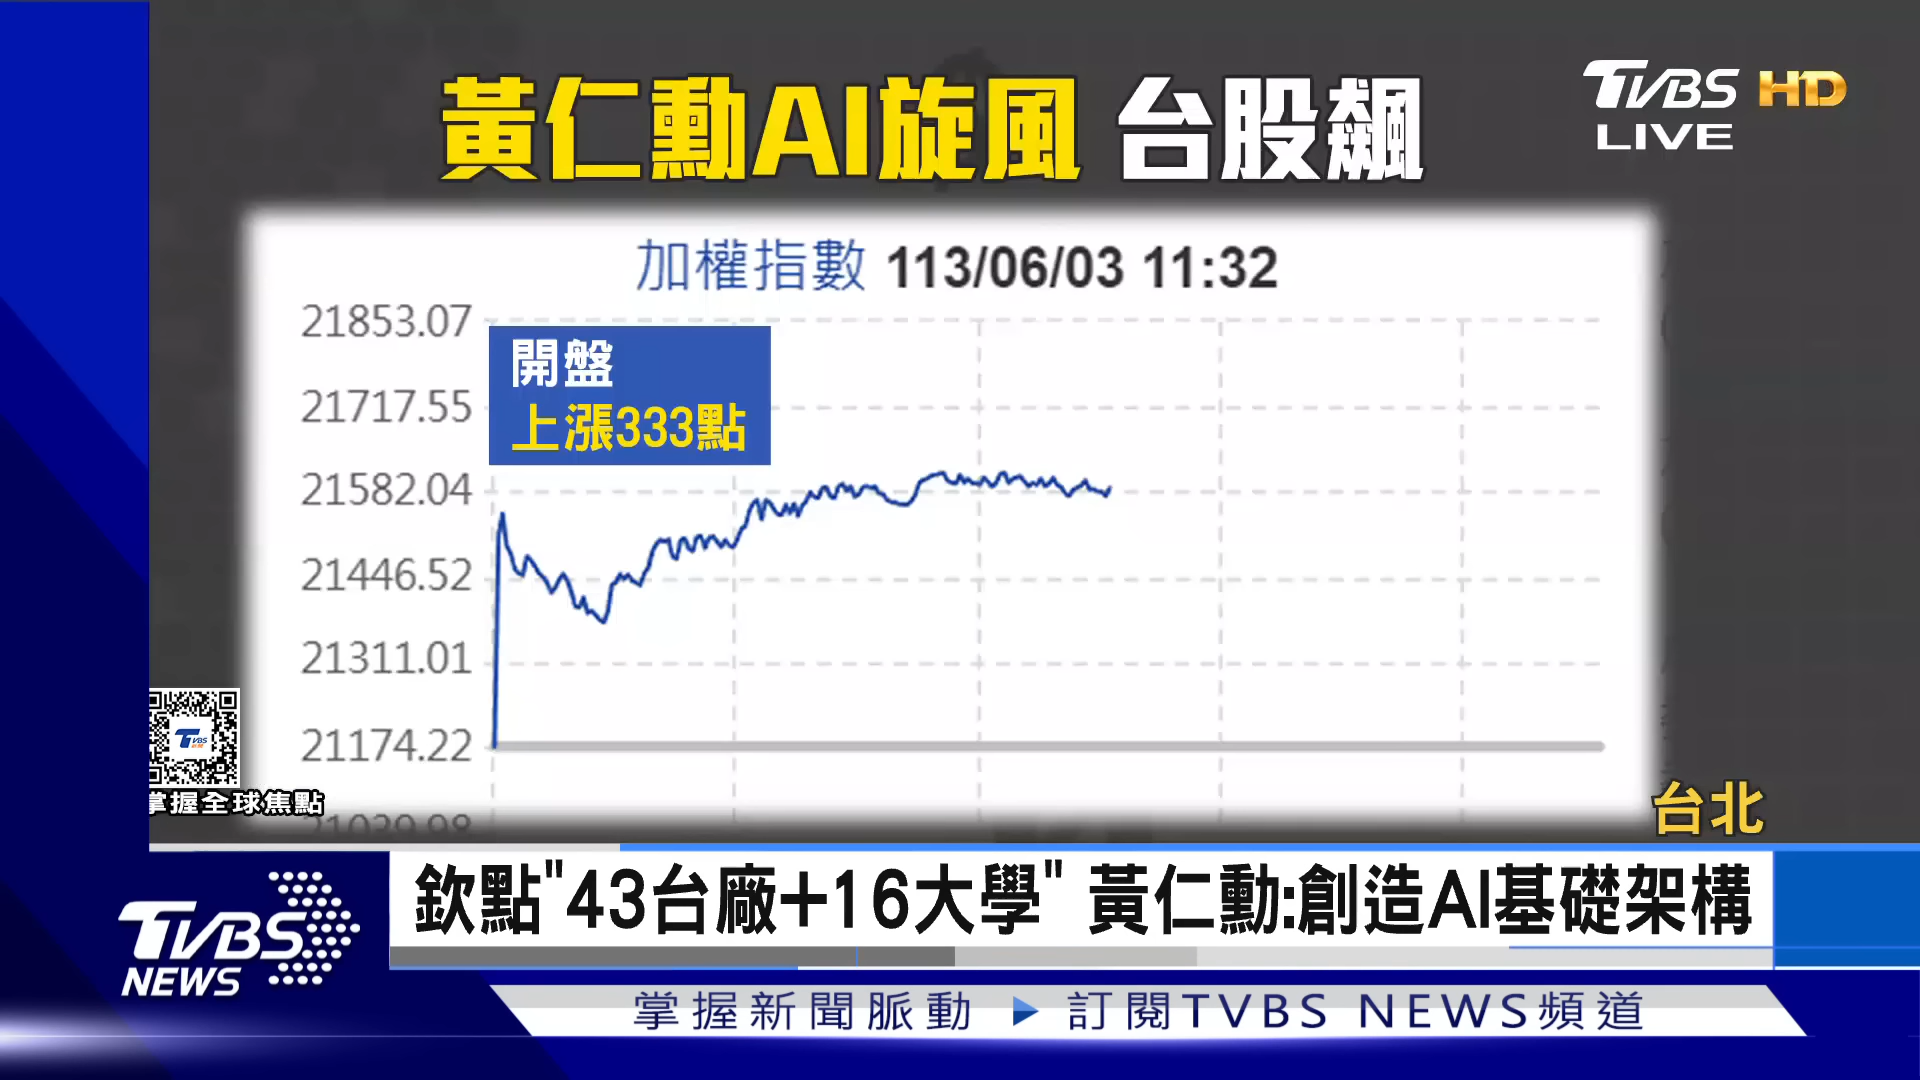 黃仁勳AI旋風 台股飆
TVBS HD
LIVE
加權指數 113/06/03 11:32
21853.07
開盤
上漲333點
21717.55
21582.04
21446.52
21311.01
21174.22
21039.98
TVBS
掌握全球焦點
台北
欽點"43台廠+16大學" 黃仁勳:創造AI基礎架構
TVBS
NEWS
掌握新聞脈動 ▶ 訂閱TVBS NEWS頻道